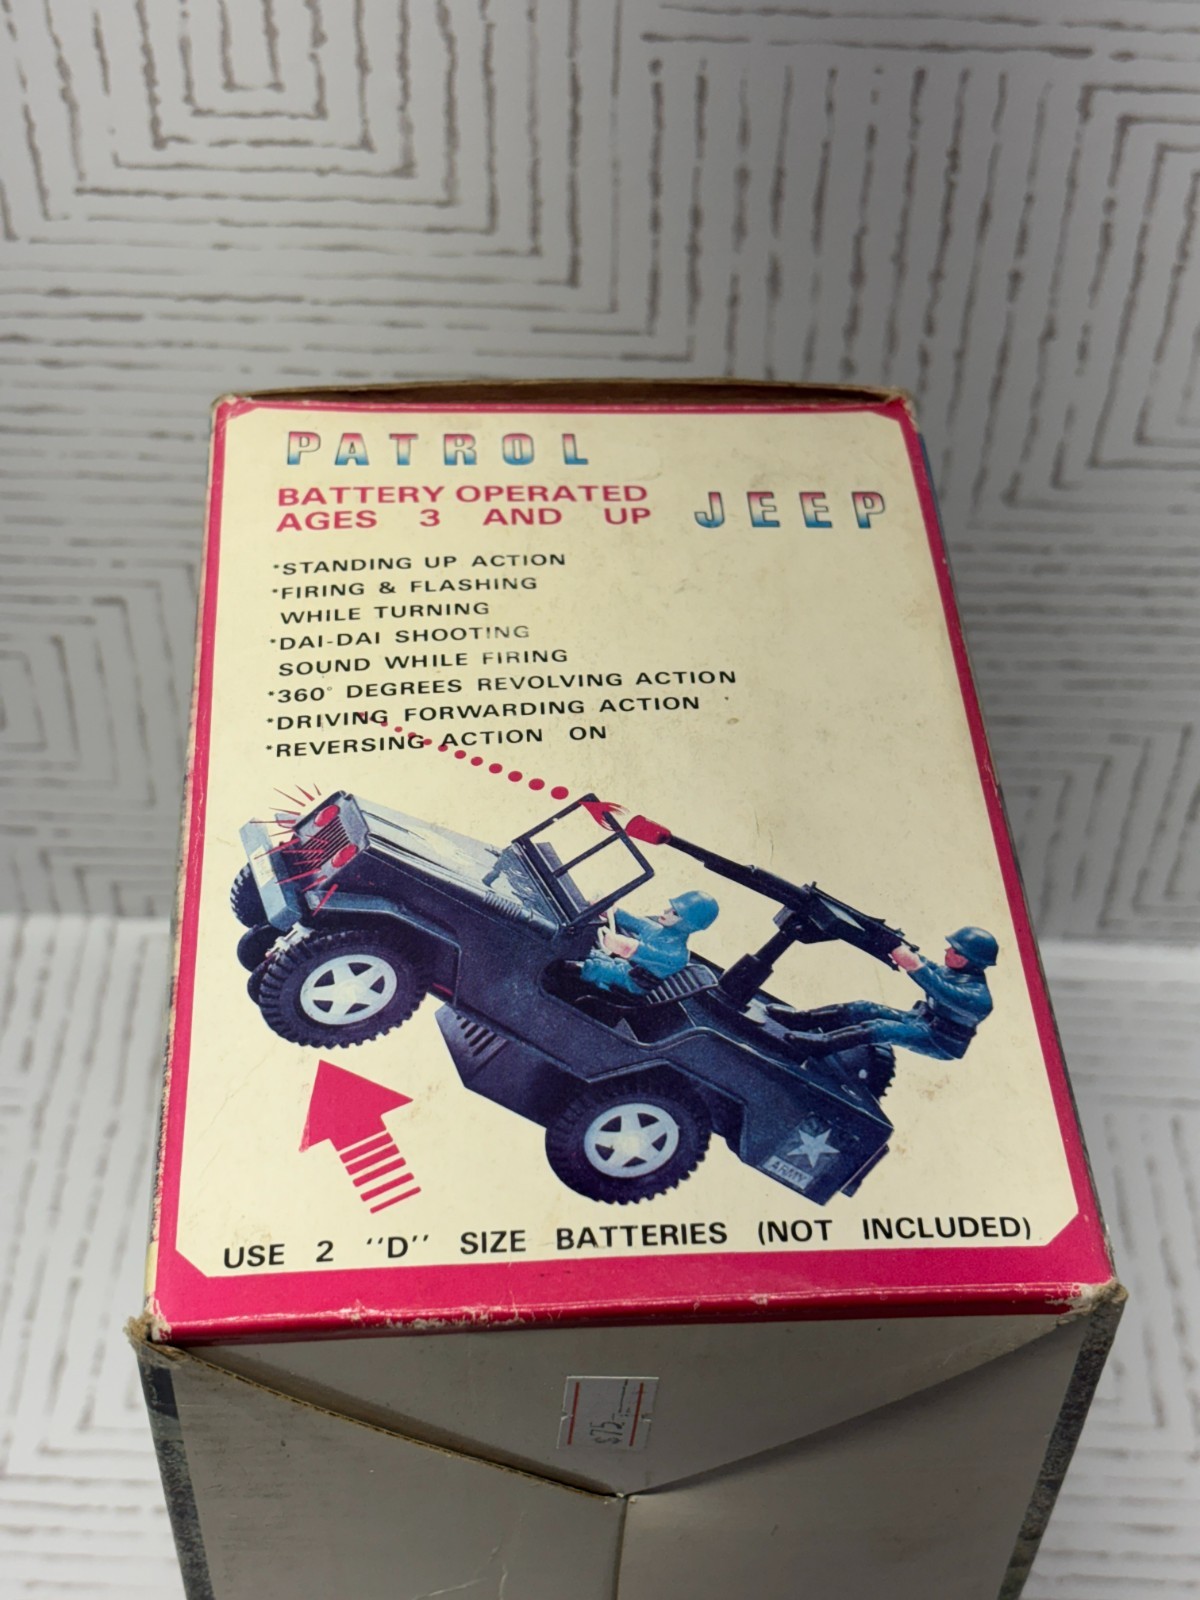 PATROL
BATTERY OPERATED
AGES 3 AND UP
JEEP
·STANDING UP ACTION
·FIRING & FLASHING
WHILE TURNING
·DAI-DAI SHOOTING
SOUND WHILE FIRING
·360° DEGREES REVOLVING ACTION
·DRIVING FORWARDING ACTION
·REVERSING ACTION ON
ARMY
USE 2 "D" SIZE BATTERIES (NOT INCLUDED)
$75